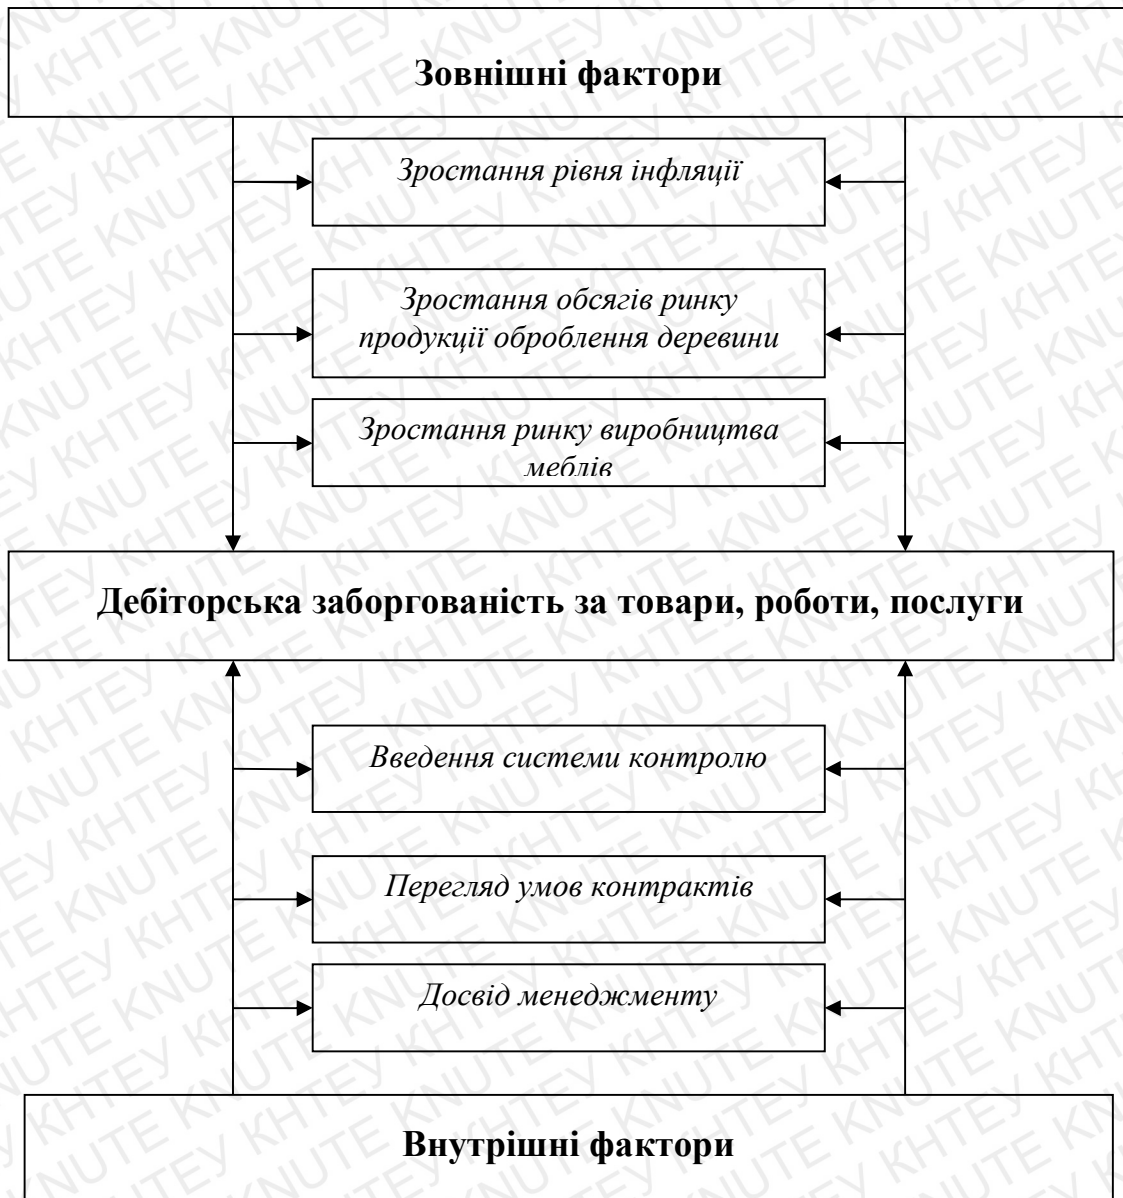 Зовнішні фактори
Зростання рівня інфляції
Зростання обсягів ринку
продукції оброблення деревини
Зростання ринку виробництва
меблів
Дебіторська заборгованість за товари, роботи, послуги
Введення системи контролю
Перегляд умов контрактів
Досвід менеджменту
Внутрішні фактори